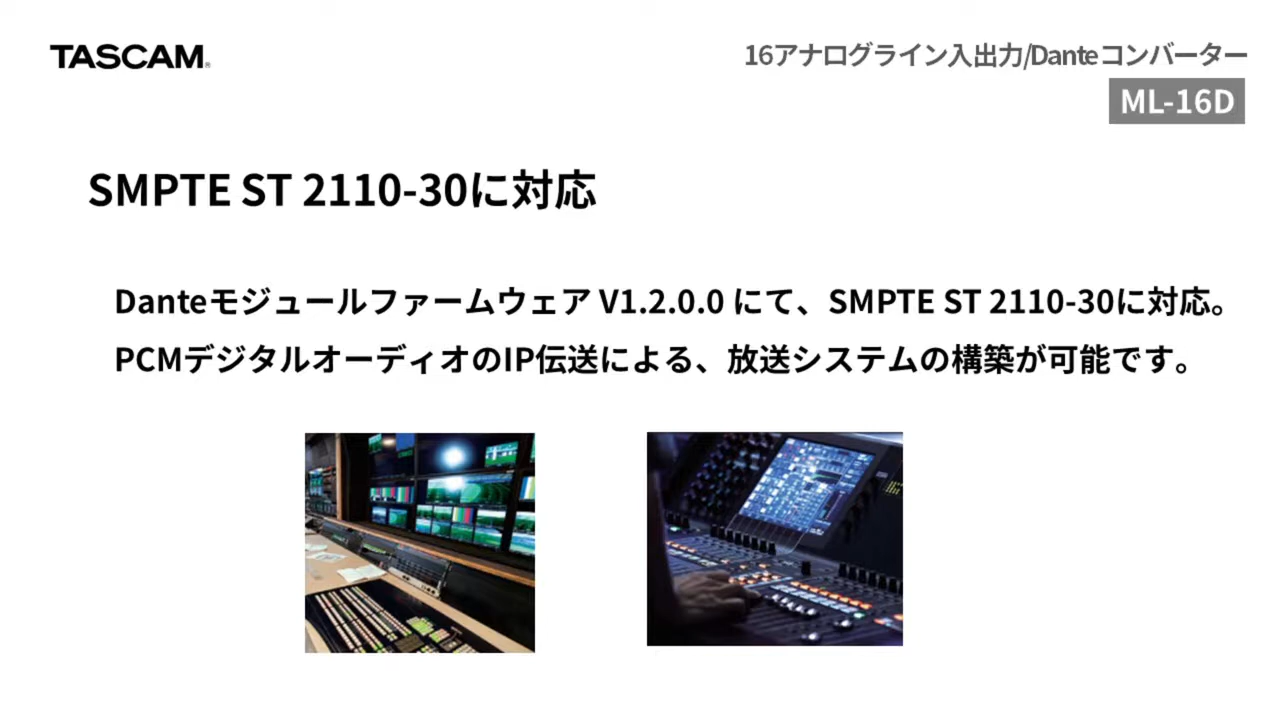 TASCAM®
16アナログライン入出力/Danteコンバーター
ML-16D
SMPTE ST 2110-30に対応
Danteモジュールファームウェア V1.2.0.0 にて、SMPTE ST 2110-30に対応。
PCMデジタルオーディオのIP伝送による、放送システムの構築が可能です。